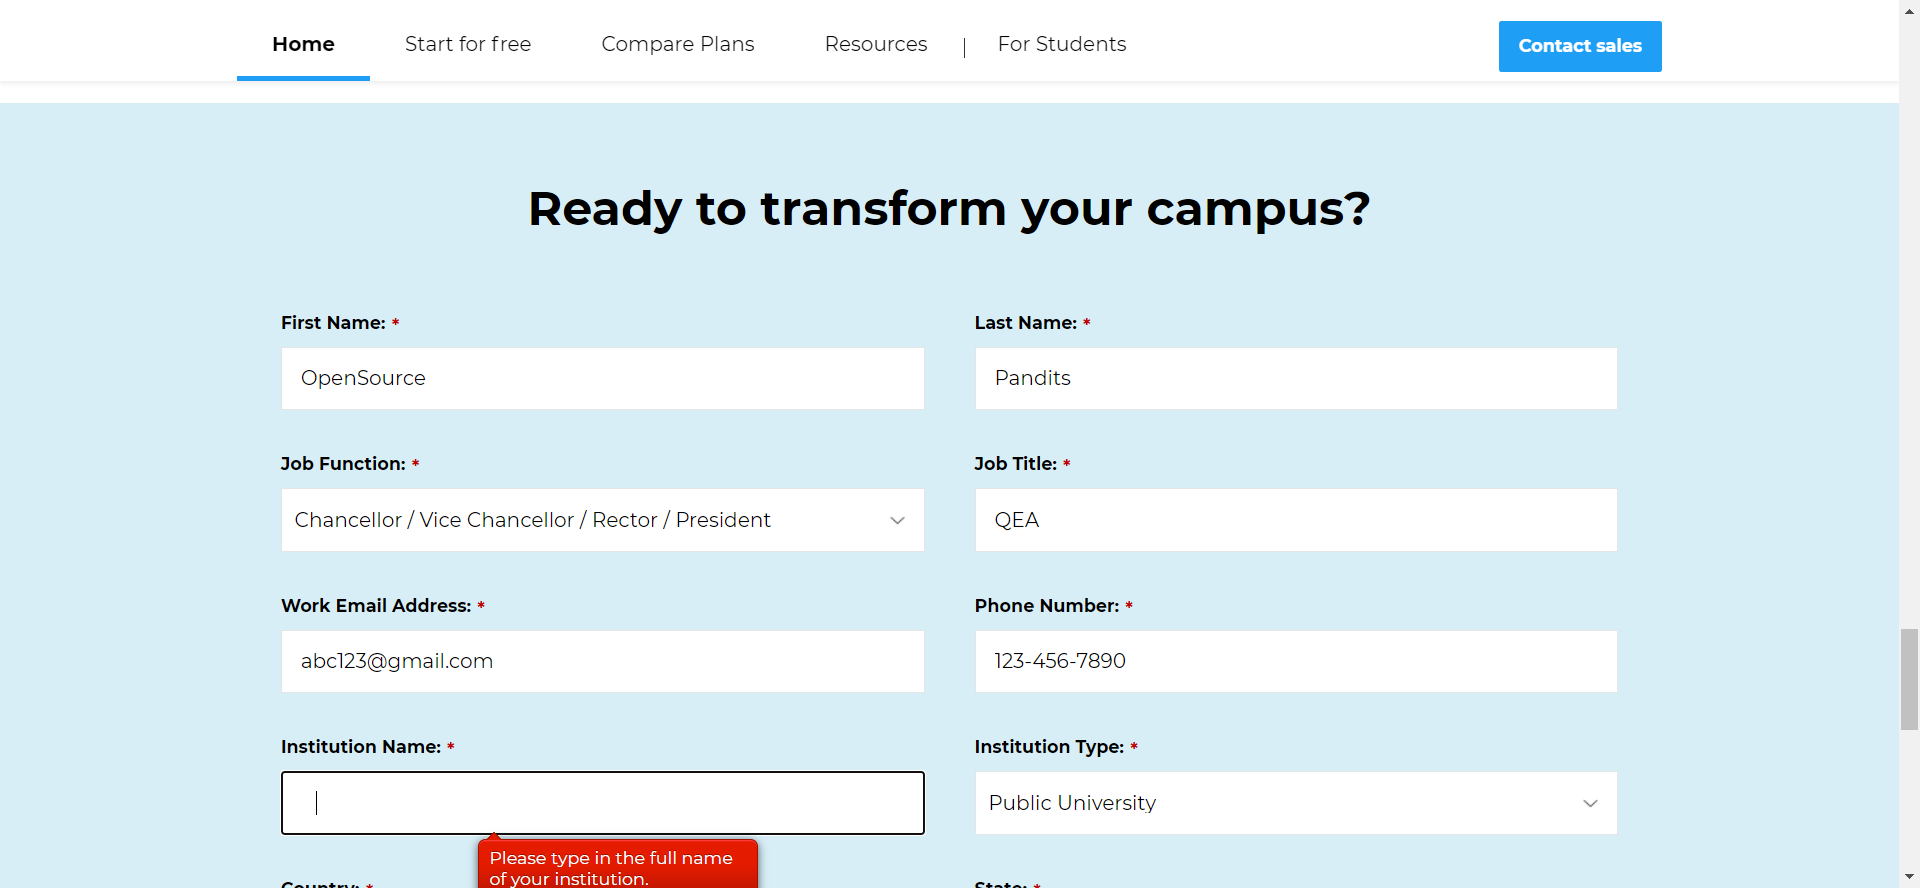 Home Start for free Compare Plans Resources | For Students Contact sales
Ready to transform your campus?
First Name: * Last Name: *
OpenSource Pandits
Job Function: * Job Title: *
Chancellor / Vice Chancellor / Rector / President QEA
Work Email Address: * Phone Number: *
abc123@gmail.com 123-456-7890
Institution Name: * Institution Type: *
Public University
Please type in the full name
of your institution.
Country: * State: *